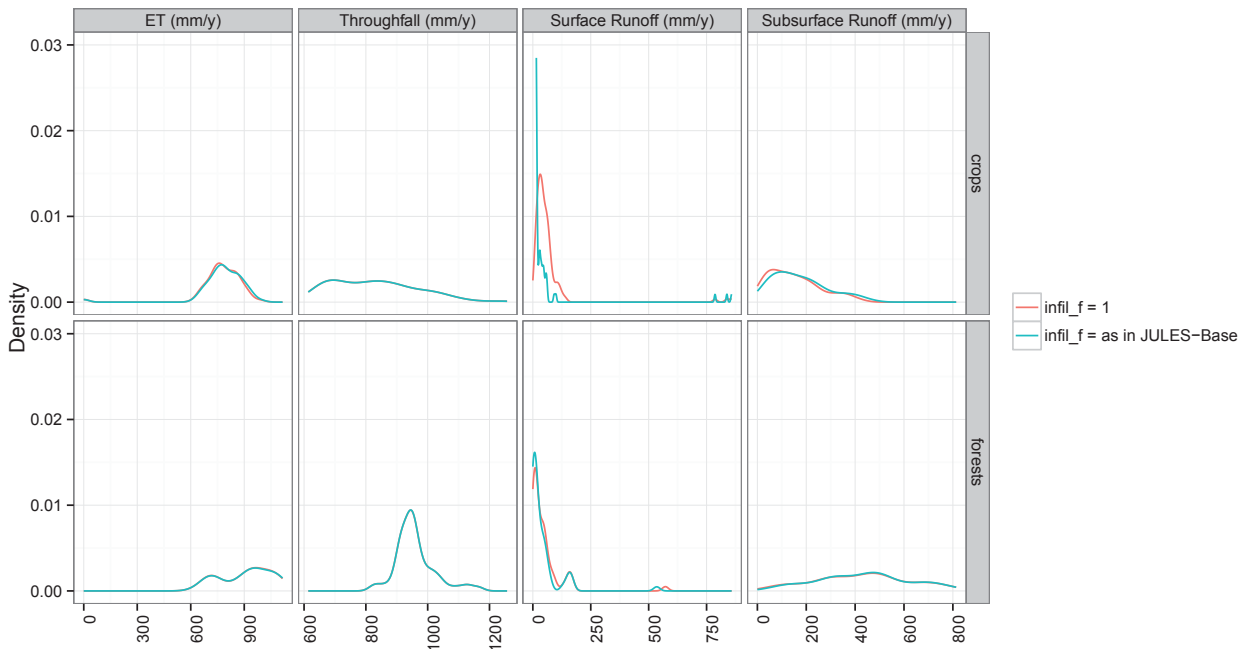 ET (mm/y)
Throughfall (mm/y)
Surface Runoff (mm/y)
Subsurface Runoff (mm/y)
0.03
0.02
0.01
0.00
crops
Density
0.03
0.02
0.01
0.00
forests
0
300
600
900
600
800
1000
1200
0
250
500
750
0
200
400
600
800
infil_f = 1
infil_f = as in JULES−Base